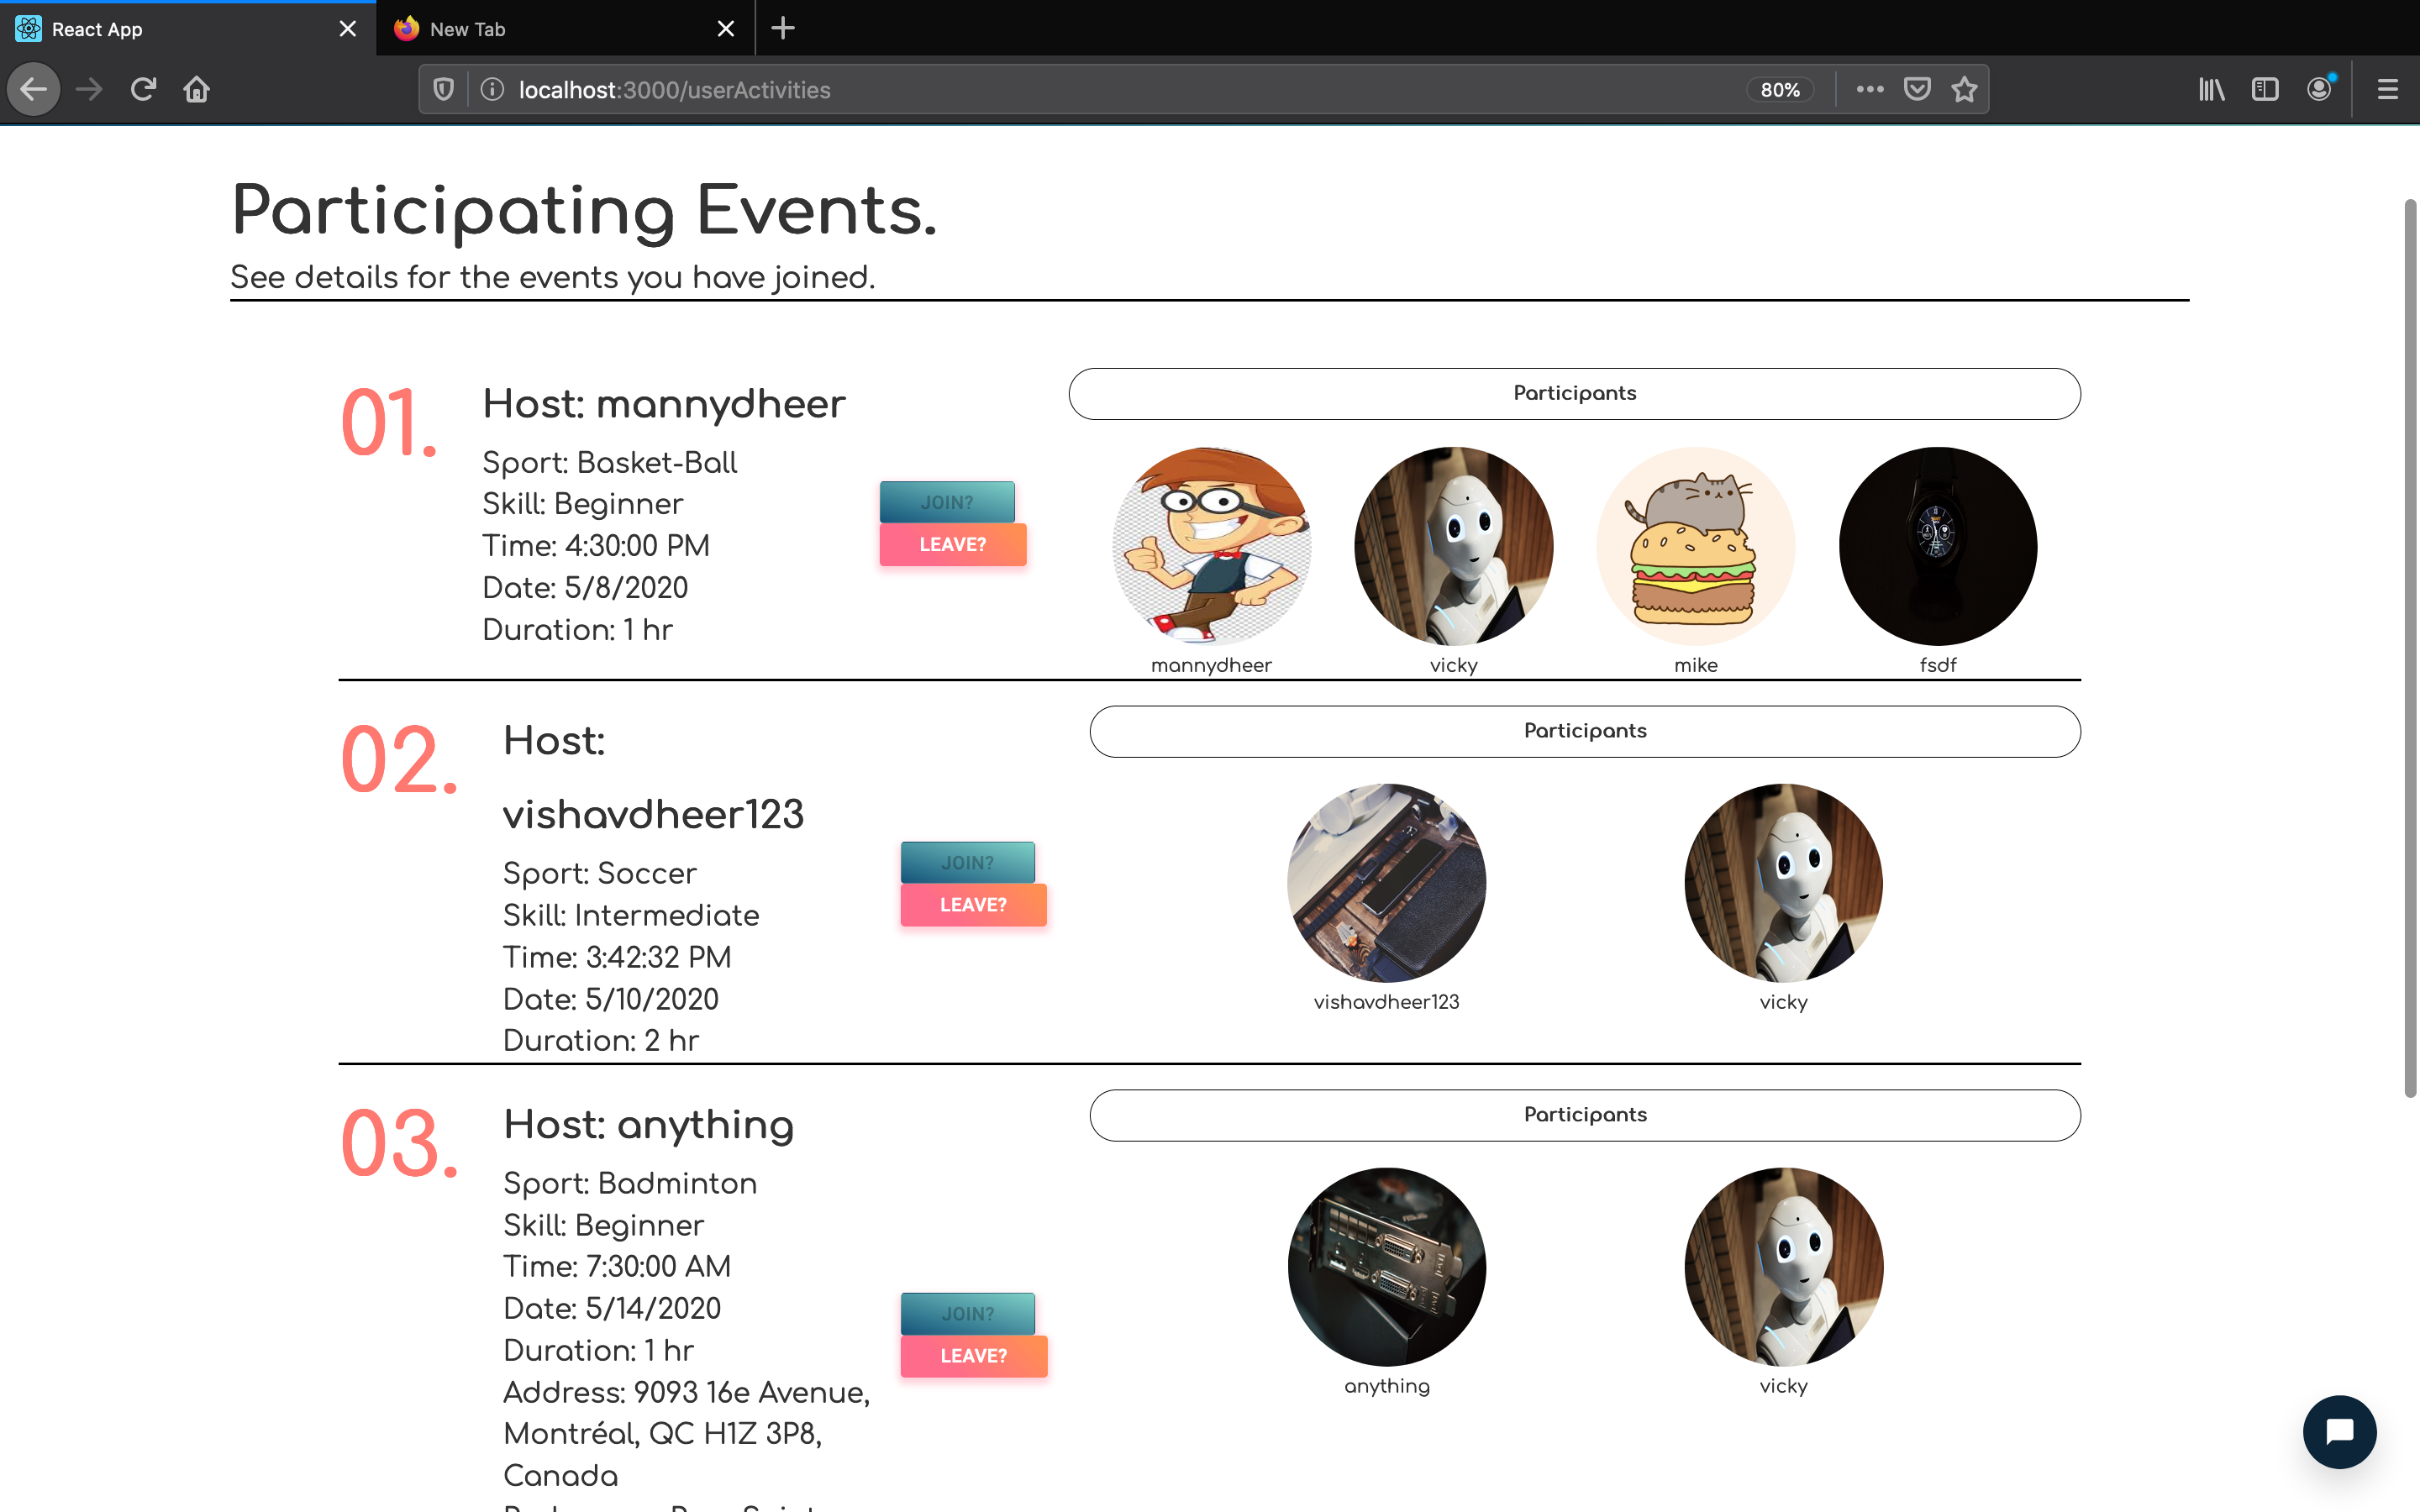 React App
New Tab
localhost:3000/userActivities
80%
Participating Events.
See details for the events you have joined.
01.
Host: mannydheer
Sport: Basket-Ball
Skill: Beginner
Time: 4:30:00 PM
Date: 5/8/2020
Duration: 1 hr
JOIN?
LEAVE?
Participants
mannydheer
vicky
mike
fsdf
02.
Host:
vishavdheer123
Sport: Soccer
Skill: Intermediate
Time: 3:42:32 PM
Date: 5/10/2020
Duration: 2 hr
JOIN?
LEAVE?
Participants
vishavdheer123
vicky
03.
Host: anything
Sport: Badminton
Skill: Beginner
Time: 7:30:00 AM
Date: 5/14/2020
Duration: 1 hr
Address: 9093 16e Avenue,
Montréal, QC H1Z 3P8,
Canada
JOIN?
LEAVE?
Participants
anything
vicky